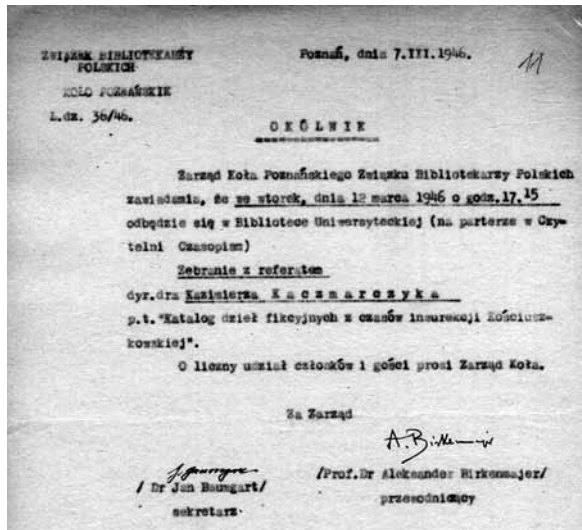 ZWIĄZEK BIBLIOTEKARZY
POLSKICH
KOŁO POZNAŃSKIE
L.dz. 36/46.
Poznań, dnia 7.III.1946.
11
O K Ó L N I K
Zarząd Koła Poznańskiego Związku Bibliotekarzy Polskich
zawiadamia, że we wtorek, dnia 12 marca 1946 o godz.17.15
odbędzie się w Bibliotece Uniwersyteckiej (na parterze w Czy-
telni Czasopism)
Zebranie z referatem
dyr.dra Kazimierza K a c z m a r c z y k a
p.t."Katalog dzieł fikcyjnych z czasów insurekcji Kościusz-
kowskiej".
O liczny udział członków i gości prosi Zarząd Koła.
Za Zarząd
A. Birkenmajer
/ Dr Jan Baumgart/
sekretarz
/Prof.Dr Aleksander Birkenmajer/
przewodniczący